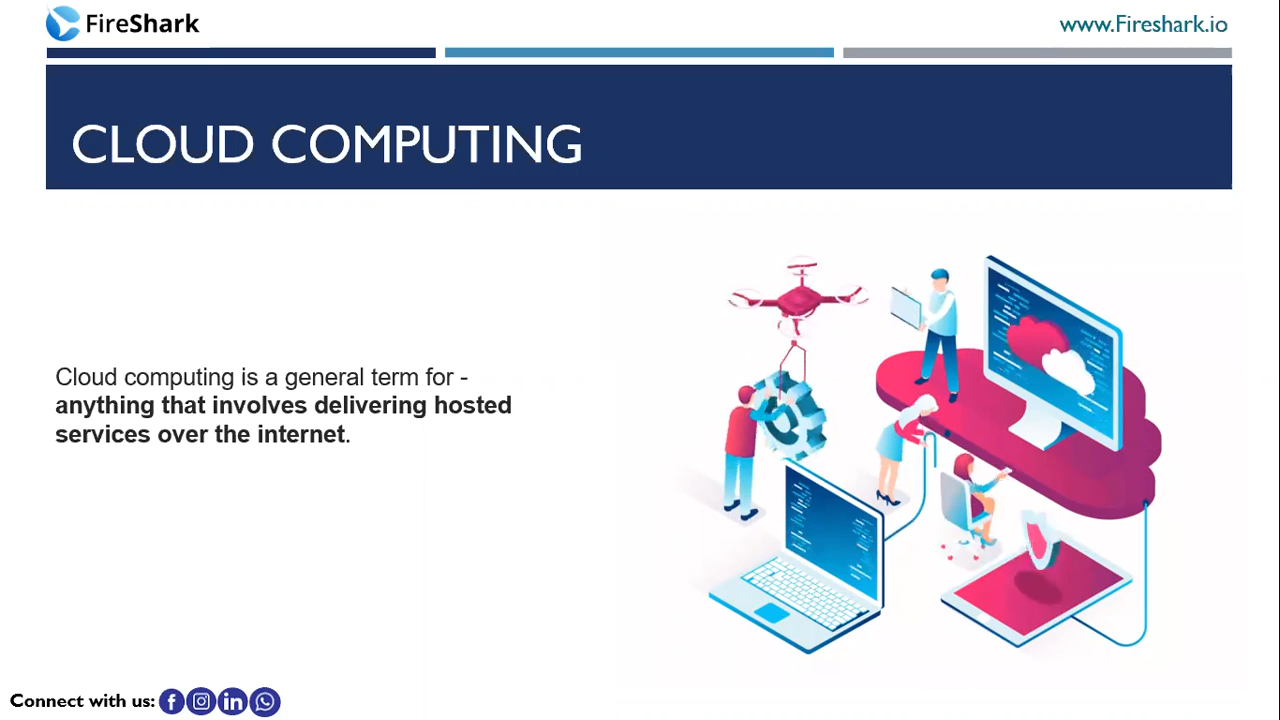 FireShark
www.Fireshark.io
CLOUD COMPUTING
Cloud computing is a general term for -
anything that involves delivering hosted
services over the internet.
Connect with us: